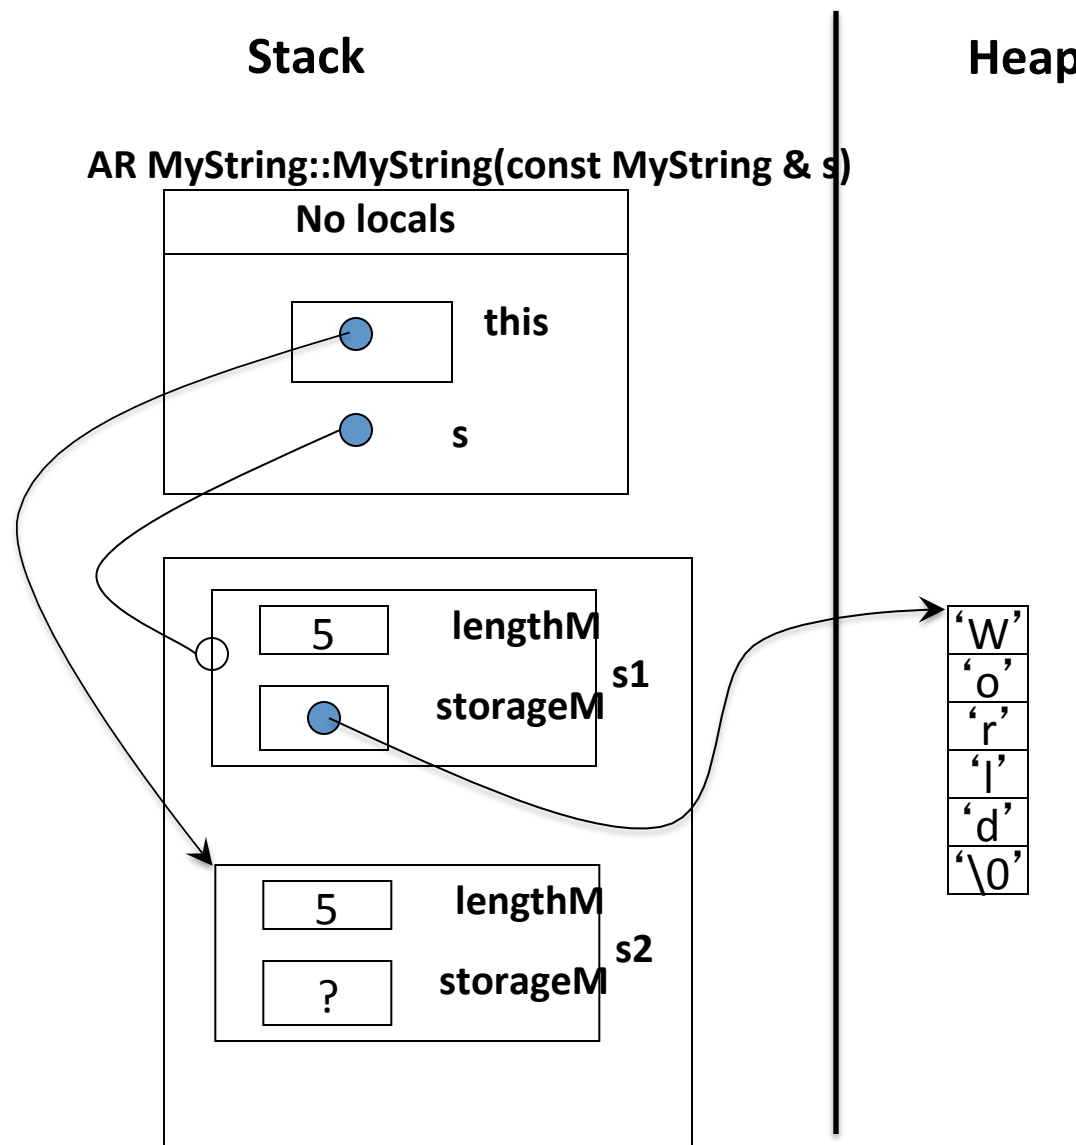 Stack
Heap
AR MyString::MyString(const MyString & s)
No locals
this
s
5
lengthM
storageM
s1
5
lengthM
?
storageM
s2
‘W’
‘o’
‘r’
‘l’
‘d’
‘\0’